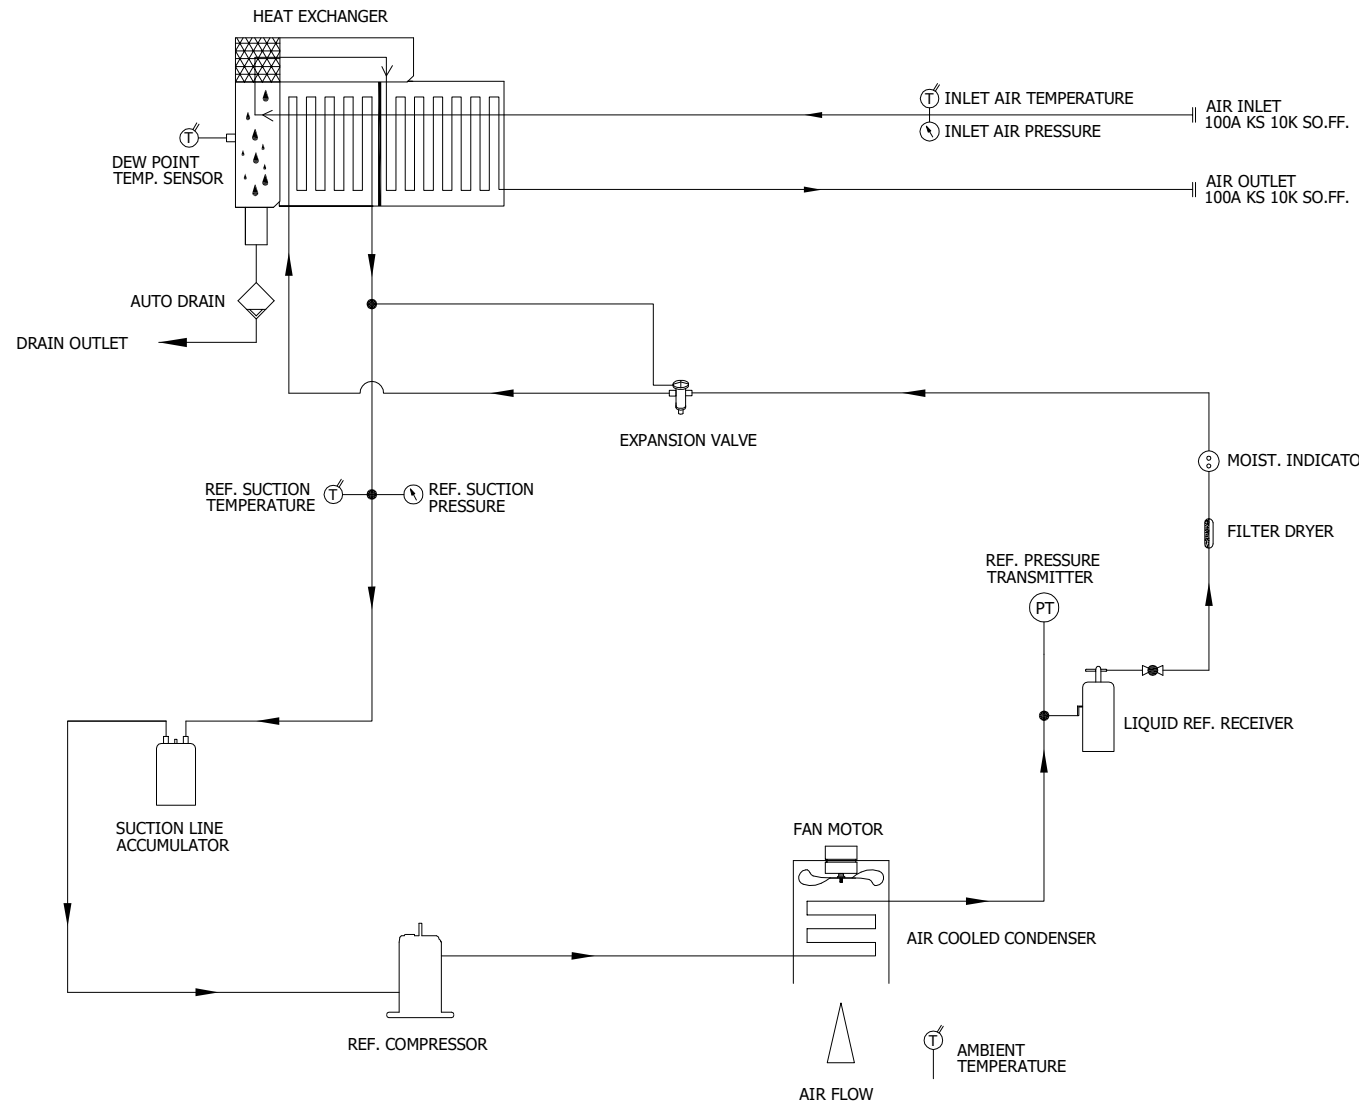 HEAT EXCHANGER
T
INLET AIR TEMPERATURE
INLET AIR PRESSURE
AIR INLET
100A KS 10K SO.FF.
T
DEW POINT
TEMP. SENSOR
AIR OUTLET
100A KS 10K SO.FF.
AUTO DRAIN
DRAIN OUTLET
EXPANSION VALVE
MOIST. INDICATO
REF. SUCTION
TEMPERATURE
T
REF. SUCTION
PRESSURE
FILTER DRYER
REF. PRESSURE
TRANSMITTER
PT
LIQUID REF. RECEIVER
SUCTION LINE
ACCUMULATOR
FAN MOTOR
AIR COOLED CONDENSER
REF. COMPRESSOR
T
AMBIENT
TEMPERATURE
AIR FLOW